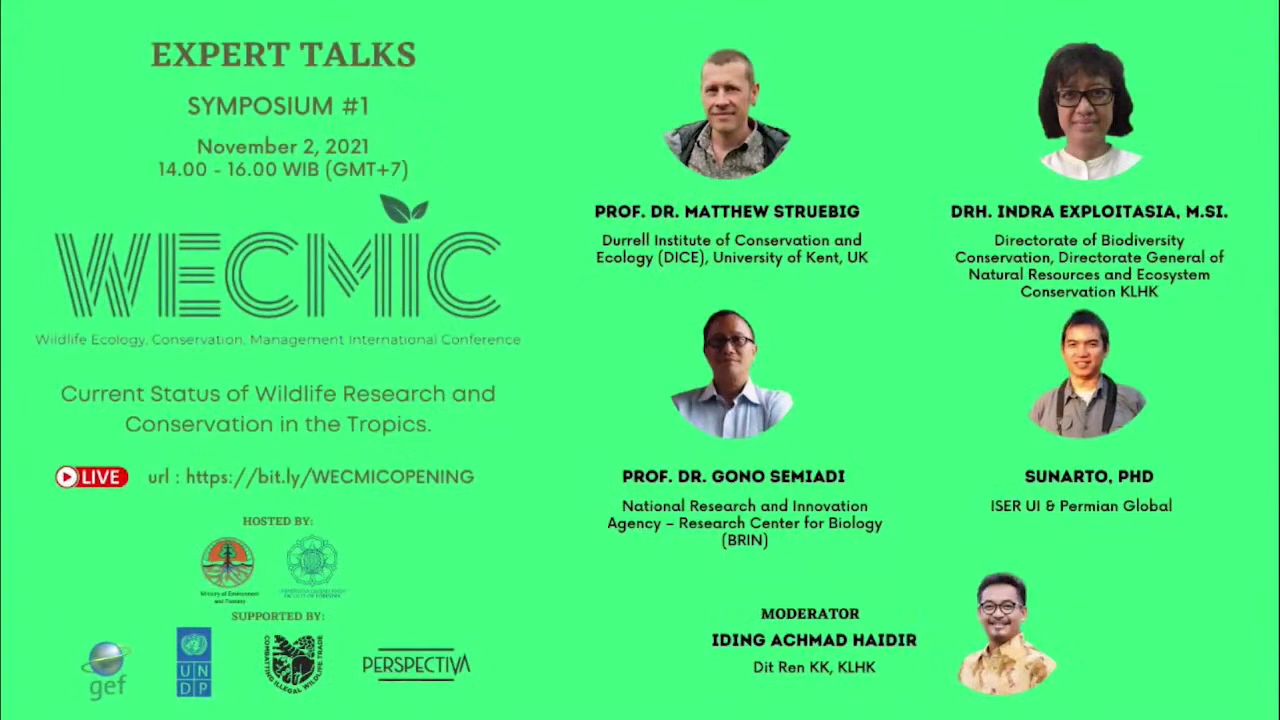 EXPERT TALKS
SYMPOSIUM #1
November 2, 2021
14.00 - 16.00 WIB (GMT+7)
WECMIC
Wildlife Ecology, Conservation, Management International Conference
Current Status of Wildlife Research and
Conservation in the Tropics.
LIVE url : https://bit.ly/WECMICOPENING
HOSTED BY:
Ministry of Environment
and Forestry
SUPPORTED BY:
gef
UN
DP
COMBATTING ILLEGAL WILDLIFE TRADE
PERSPECTIVA
PROF. DR. MATTHEW STRUEBIG
Durrell Institute of Conservation and
Ecology (DICE), University of Kent, UK
DRH. INDRA EXPLOITASIA, M.SI.
Directorate of Biodiversity
Conservation, Directorate General of
Natural Resources and Ecosystem
Conservation KLHK
PROF. DR. GONO SEMIADI
National Research and Innovation
Agency – Research Center for Biology
(BRIN)
SUNARTO, PHD
ISER UI & Permian Global
MODERATOR
IDING ACHMAD HAIDIR
Dit Ren KK, KLHK